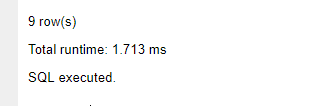 9 row(s)
Total runtime: 1.713 ms
SQL executed.